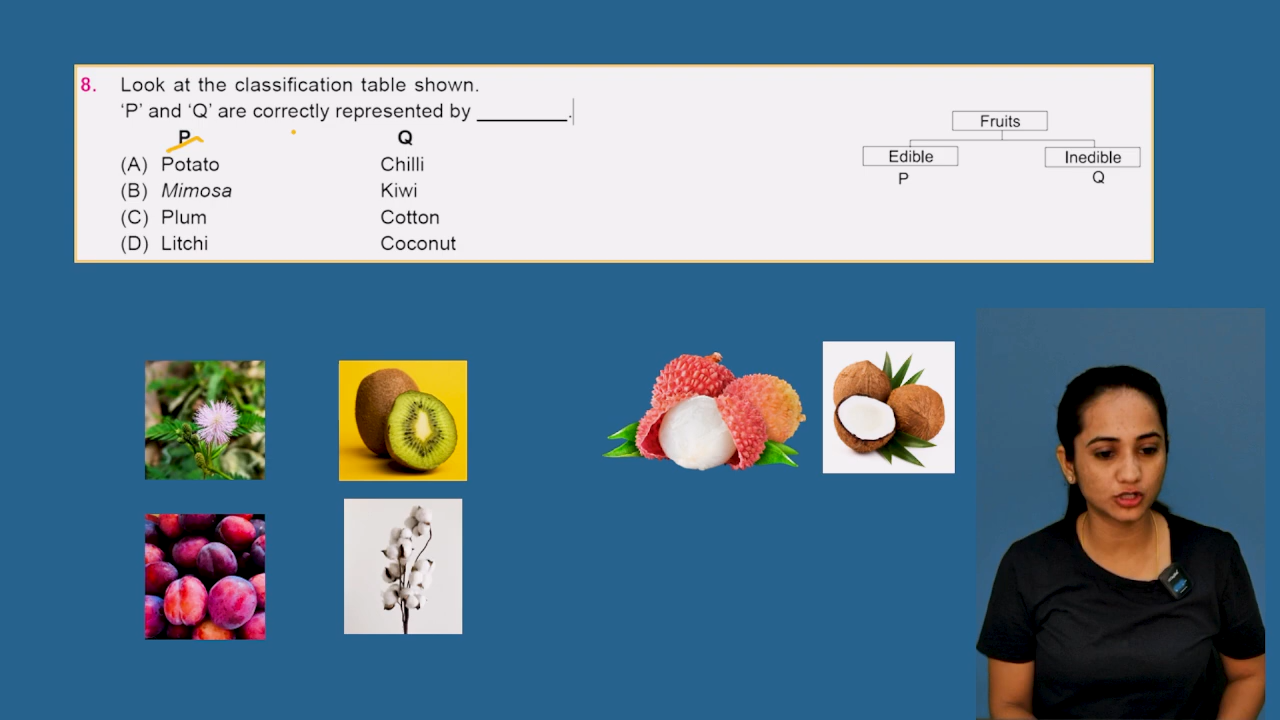 8. Look at the classification table shown.
'P' and 'Q' are correctly represented by _________.
P Q
(A) Potato Chilli
(B) Mimosa Kiwi
(C) Plum Cotton
(D) Litchi Coconut
Fruits
Edible Inedible
P Q